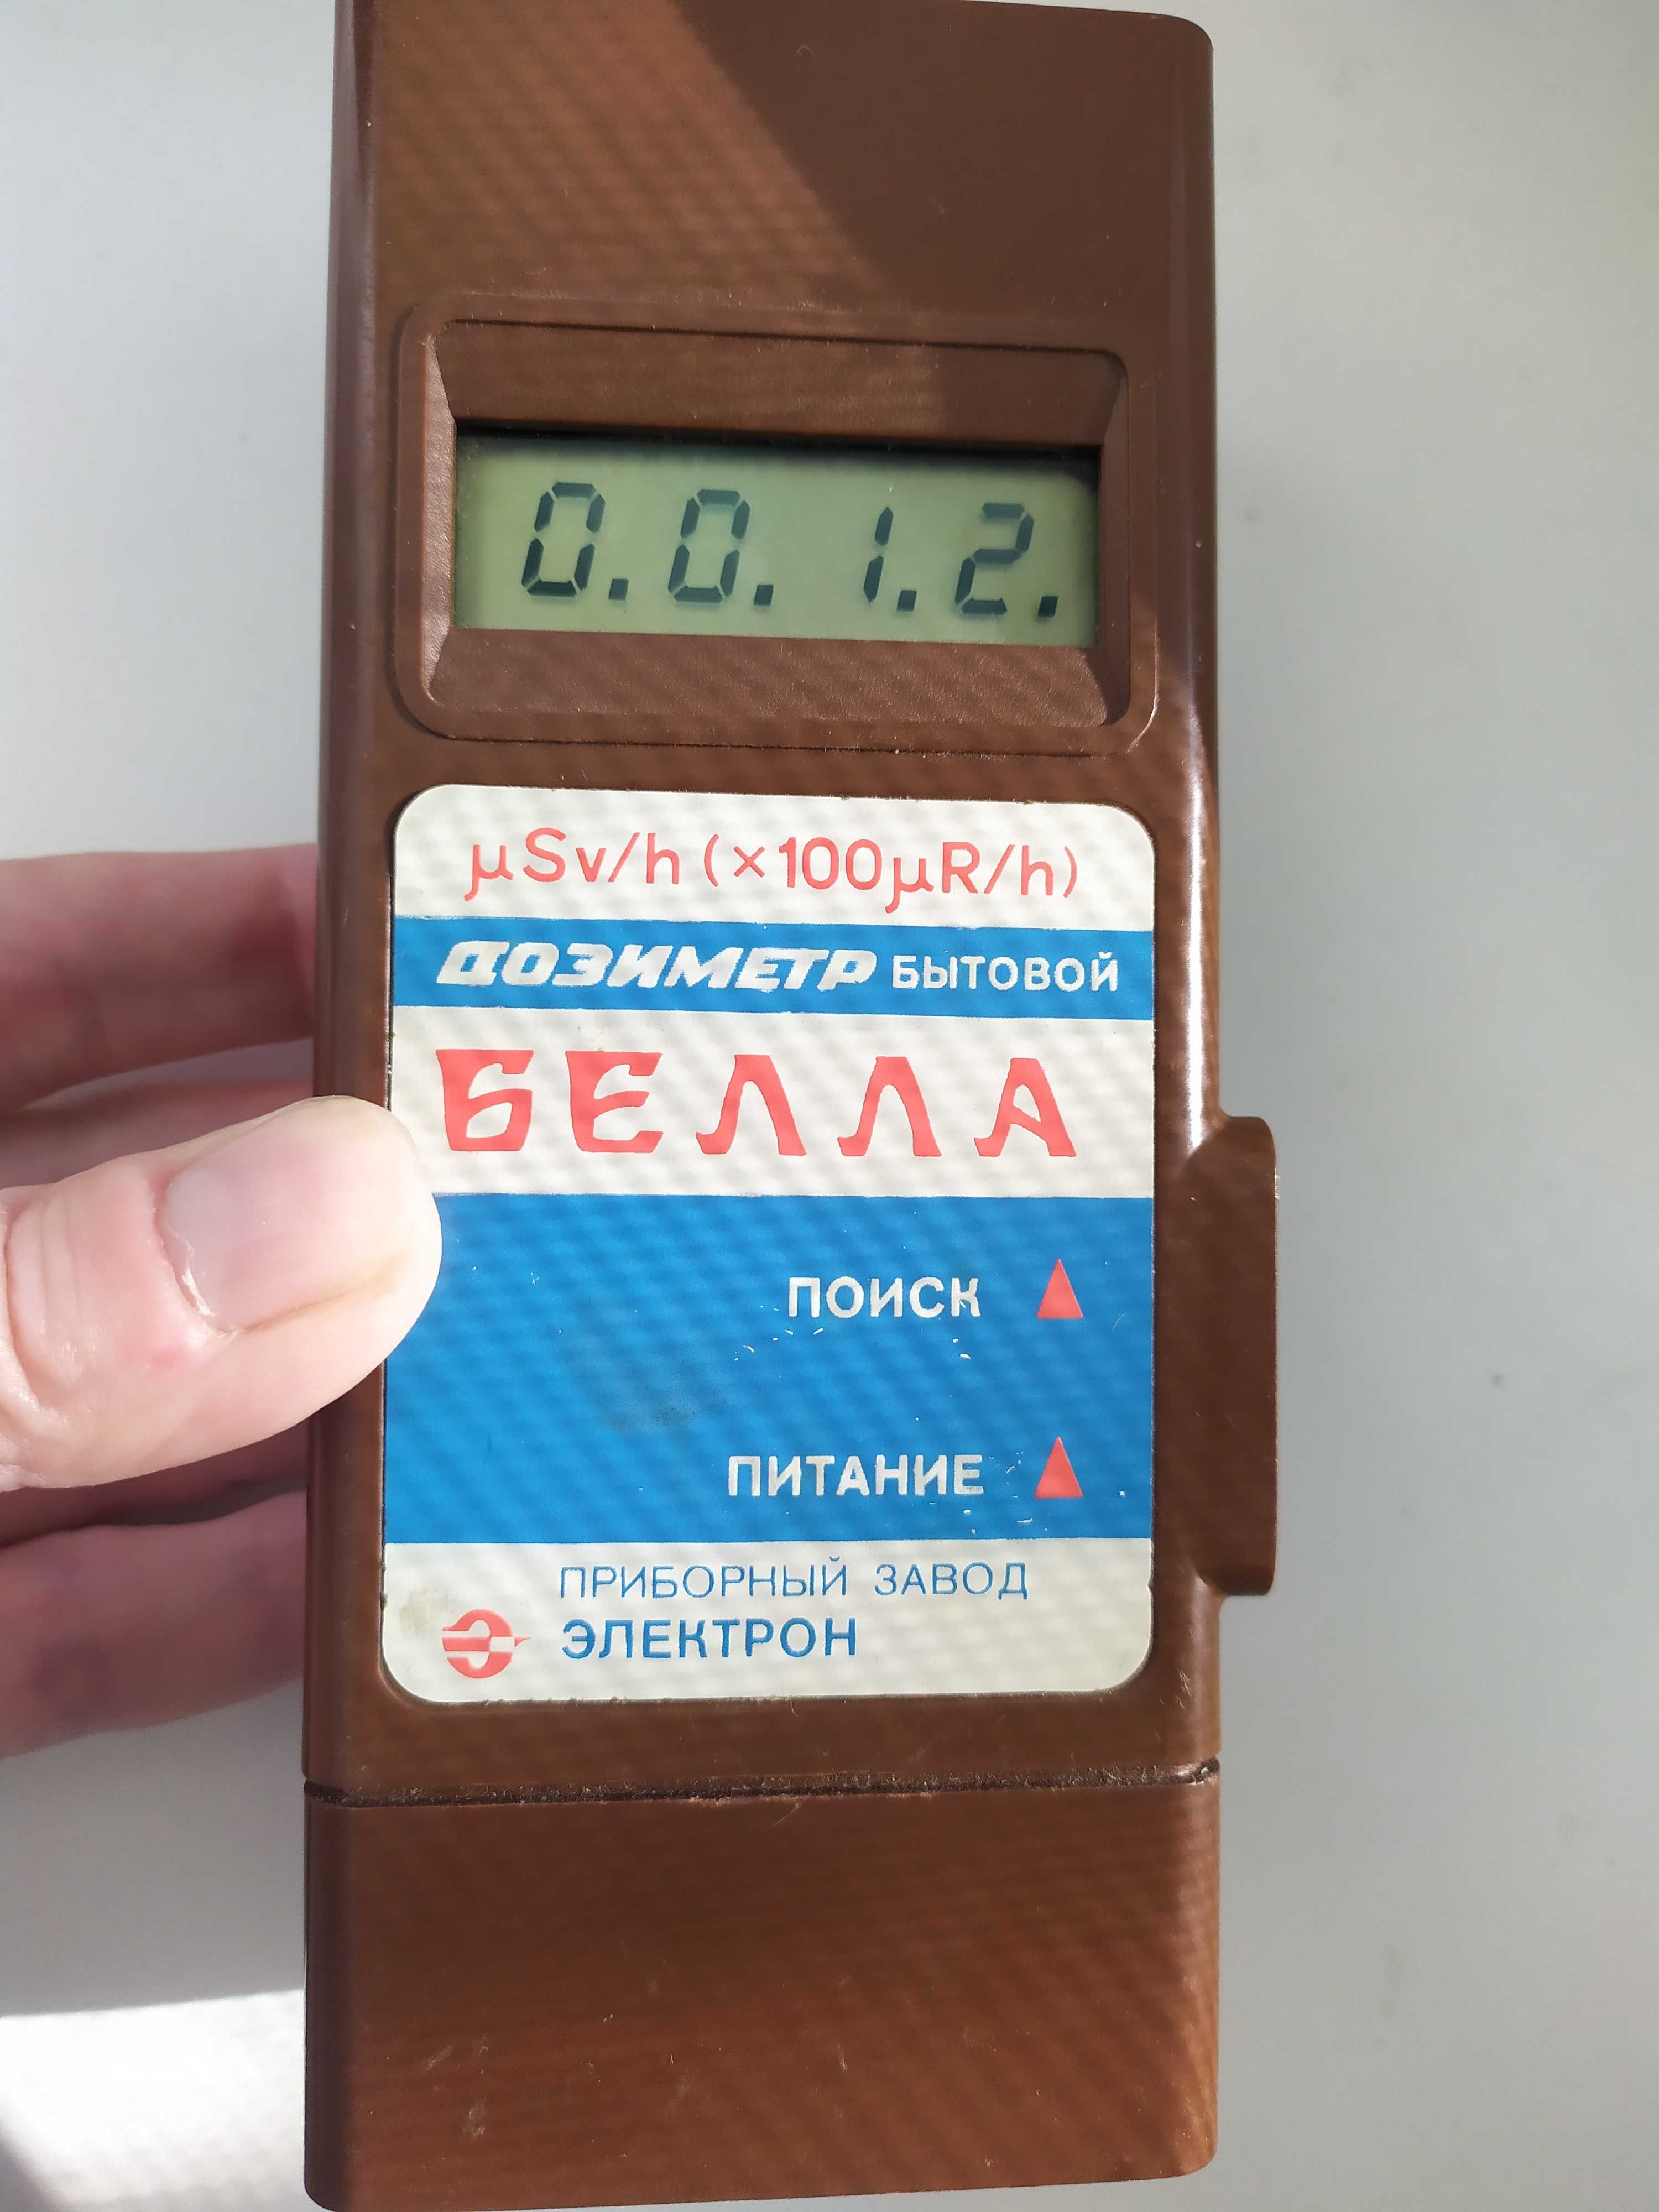 0.0.1.2.
μSv/h (×100μR/h)
ДОЗИМЕТР БЫТОВОЙ
БЕЛЛА
ПОИСК
ПИТАНИЕ
ПРИБОРНЫЙ ЗАВОД
ЭЛЕКТРОН